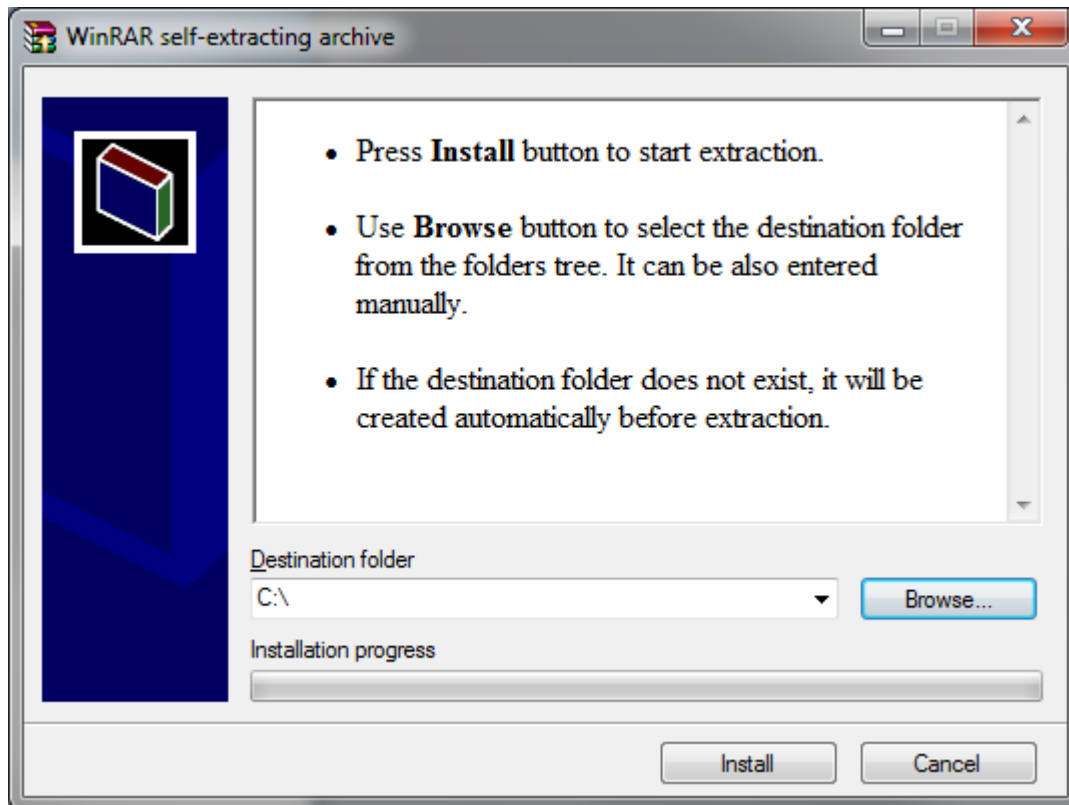 WinRAR self-extracting archive
• Press Install button to start extraction.
• Use Browse button to select the destination folder
from the folders tree. It can be also entered
manually.
• If the destination folder does not exist, it will be
created automatically before extraction.
Destination folder
C:\
Browse...
Installation progress
Install
Cancel